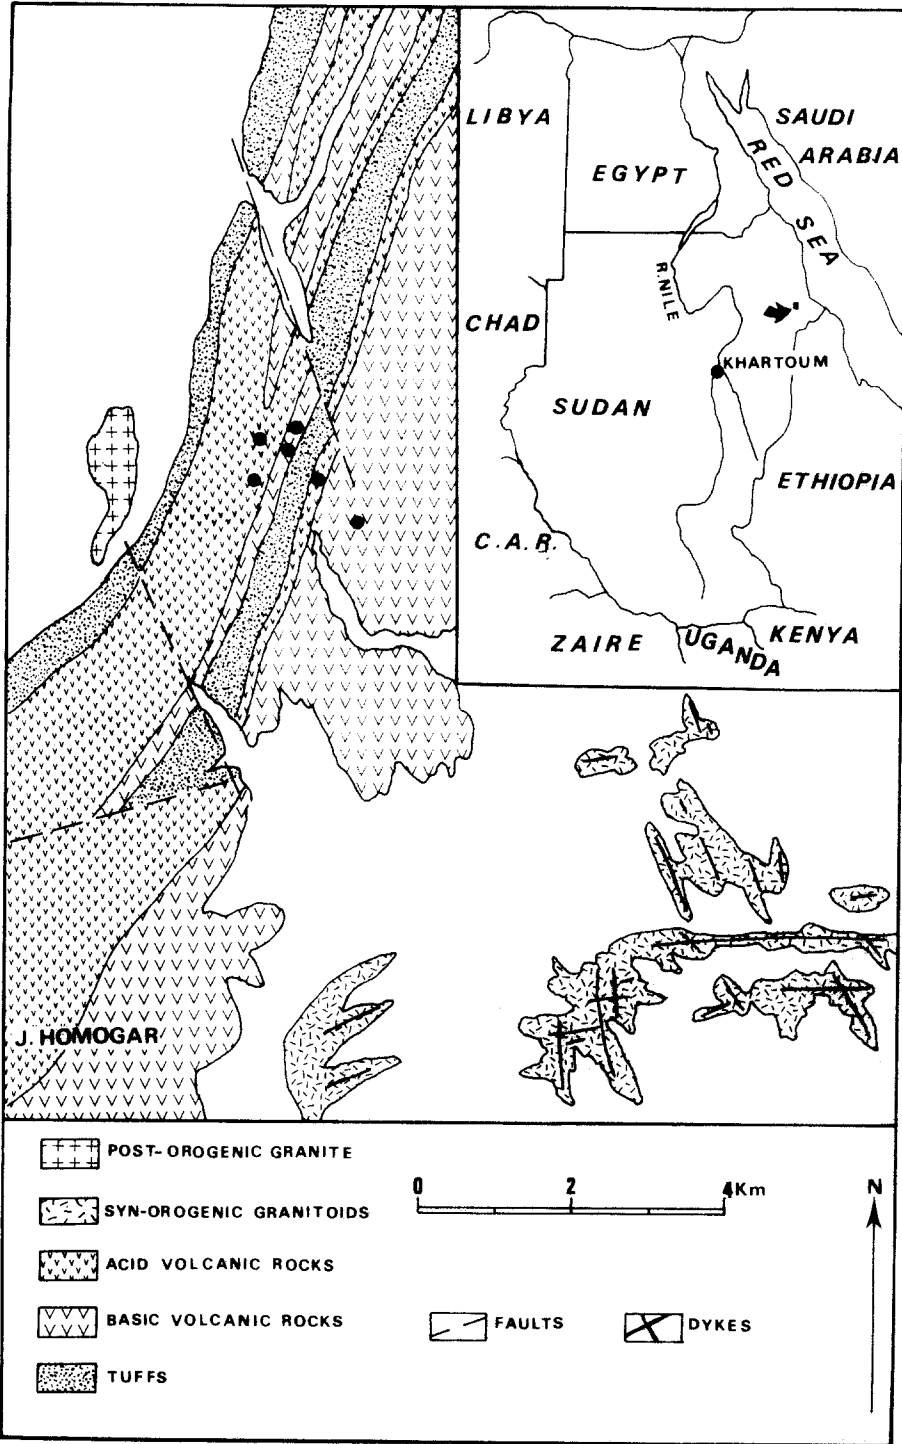 LIBYA
SAUDI
ARABIA
EGYPT
RED SEA
R.NILE
CHAD
KHARTOUM
SUDAN
ETHIOPIA
C.A.R.
ZAIRE
UGANDA
KENYA
J. HOMOGAR
POST-OROGENIC GRANITE
SYN-OROGENIC GRANITOIDS
ACID VOLCANIC ROCKS
BASIC VOLCANIC ROCKS
TUFFS
0 2 4Km
N
FAULTS
DYKES